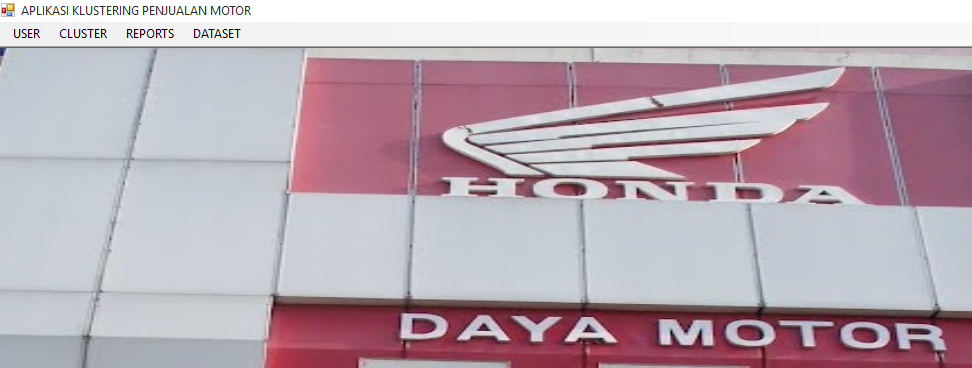 APLIKASI KLUSTERING PENJUALAN MOTOR
USER CLUSTER REPORTS DATASET
HONDA
DAYA MOTOR